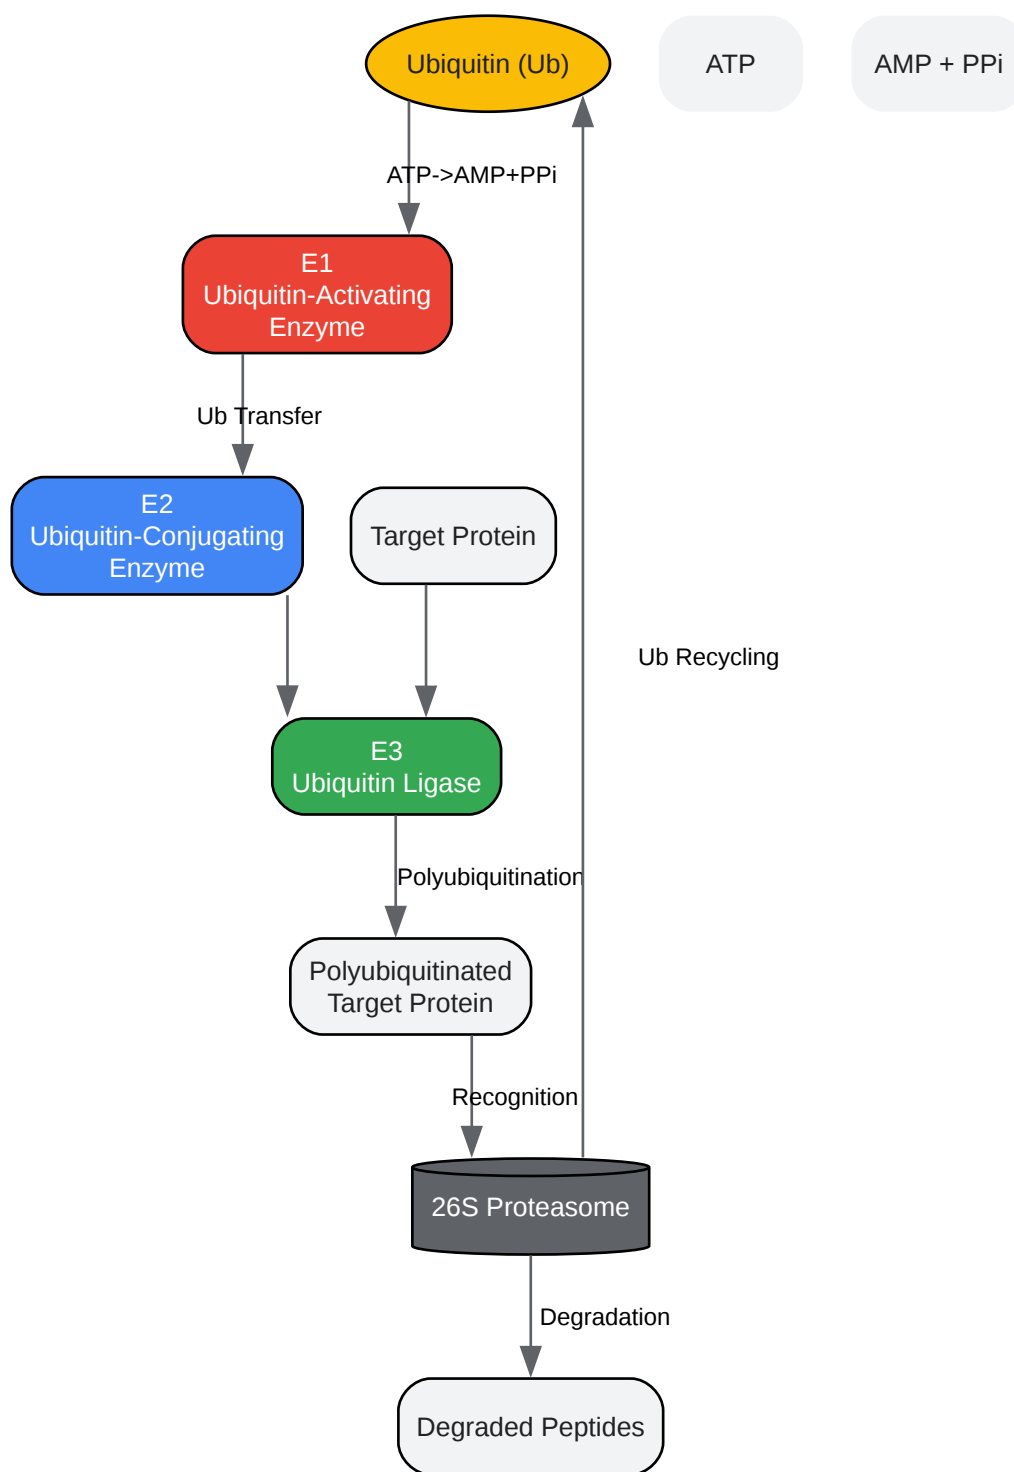 Ubiquitin (Ub)
ATP
AMP + PPi
ATP->AMP+PPi
E1
Ubiquitin-Activating
Enzyme
Ub Transfer
E2
Ubiquitin-Conjugating
Enzyme
Target Protein
Ub Recycling
E3
Ubiquitin Ligase
Polyubiquitination
Polyubiquitinated
Target Protein
Recognition
26S Proteasome
Degradation
Degraded Peptides